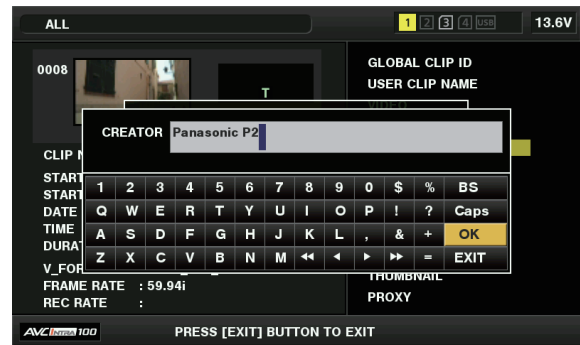 ALL
1 2 3 4 USB
13.6V
0008
T
GLOBAL CLIP ID
USER CLIP NAME
VIDEO
CREATOR Panasonic P2
CLIP
START
START
DATE
TIME
DURAT
V_FOR
FRAME RATE : 59.94i
REC RATE :
1 2 3 4 5 6 7 8 9 0 $ % BS
Q W E R T Y U I O P ! ? Caps
A S D F G H J K L , & + OK
Z X C V B N M ◀◀ ◀ ▶ ▶▶ = EXIT
THUMBNAIL
PROXY
AVC INTRA 100
PRESS [EXIT] BUTTON TO EXIT